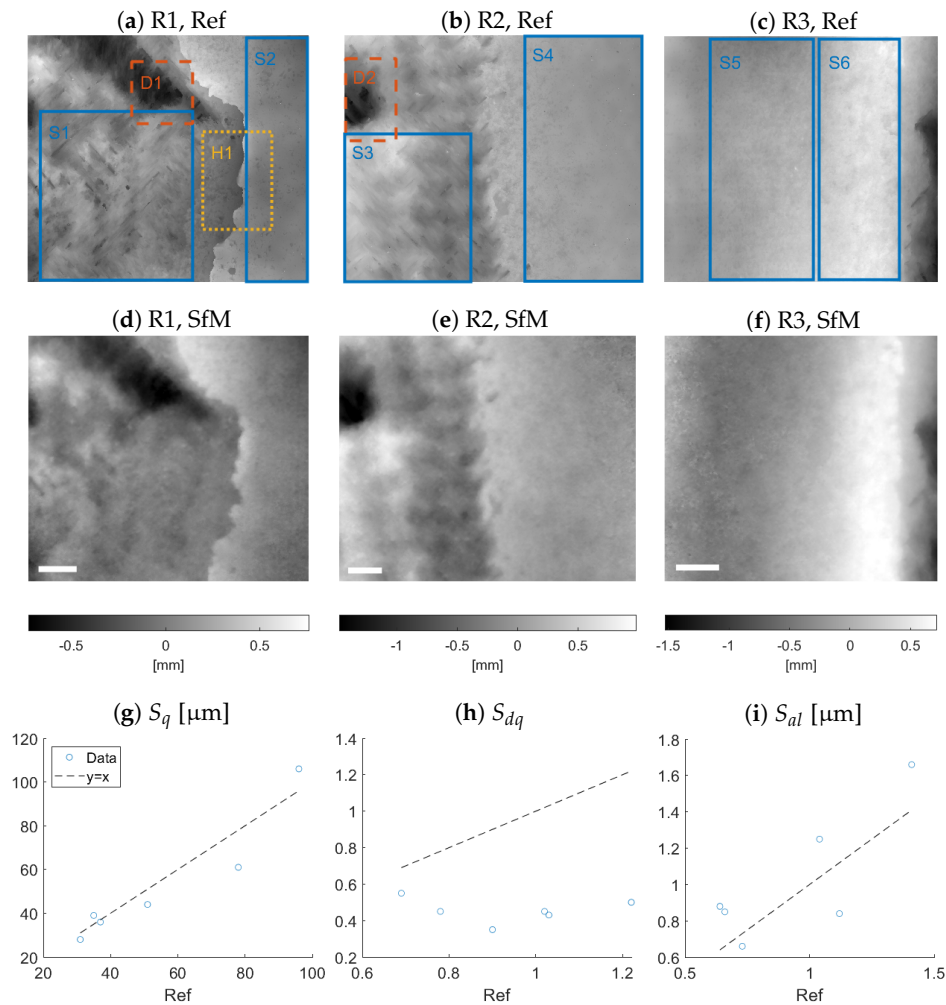 (a) R1, Ref
(b) R2, Ref
(c) R3, Ref
S1
D1
S2
H1
D2
S3
S4
S5
S6
(d) R1, SfM
(e) R2, SfM
(f) R3, SfM
-0.5 0 0.5
[mm]
-1 -0.5 0 0.5
[mm]
-1.5 -1 -0.5 0 0.5
[mm]
(g) Sq [μm]
(h) Sdq
(i) Sal [μm]
120
100
80
60
40
20
20 40 60 80 100
Ref
Data
y=x
1.4
1.2
1
0.8
0.6
0.4
0.2
0.6 0.8 1 1.2
Ref
1.8
1.6
1.4
1.2
1
0.8
0.6
0.5 1 1.5
Ref